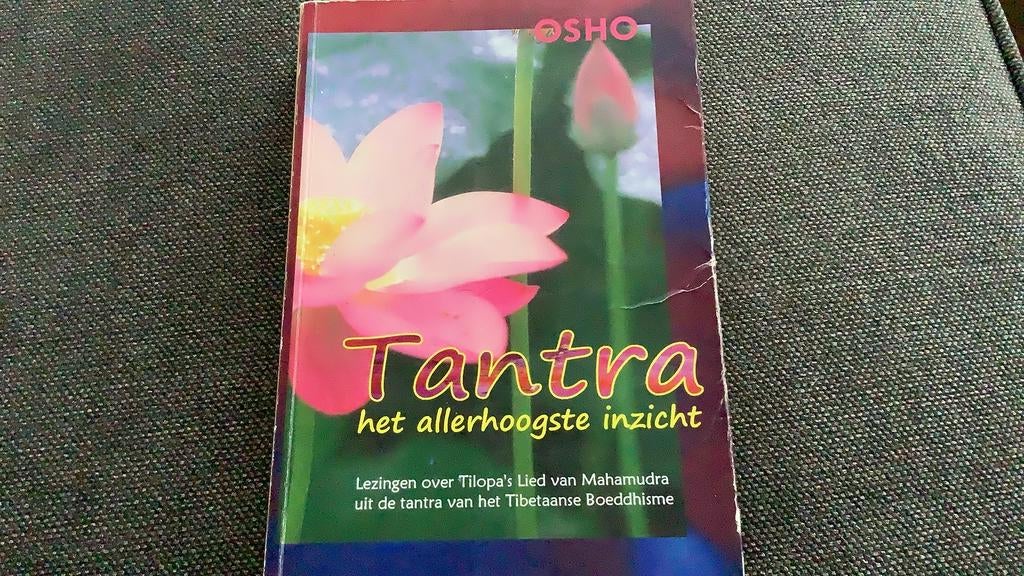 OSHO
Tantra
het allerhoogste inzicht
Lezingen over Tilopa's Lied van Mahamudra
uit de tantra van het Tibetaanse Boeddhisme